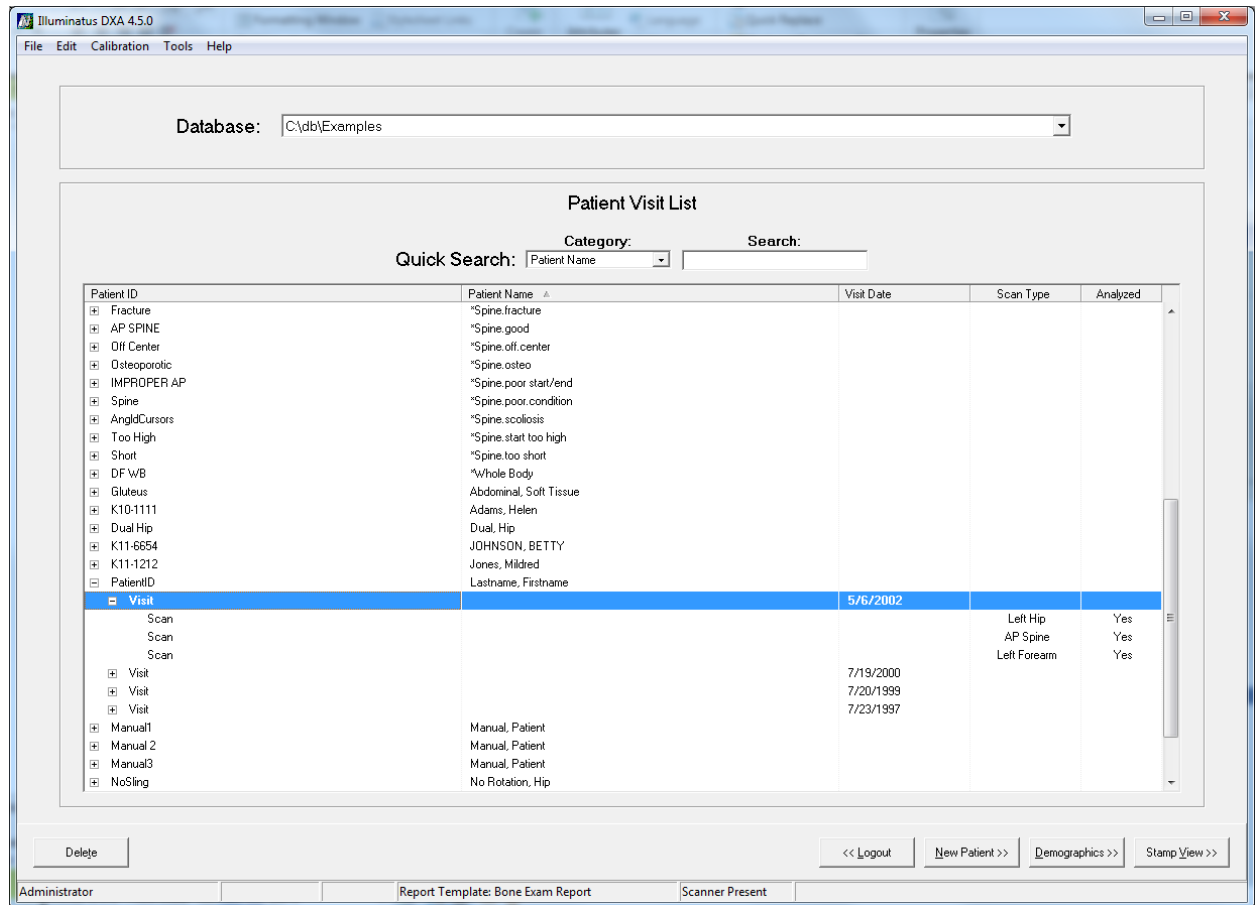 Illuminatus DXA 4.5.0
File Edit Calibration Tools Help
Database: C:\db\Examples
Patient Visit List
Category: Search:
Quick Search: Patient Name
Patient ID Patient Name Visit Date Scan Type Analyzed
Fracture *Spine.fracture
AP SPINE *Spine.good
Off Center *Spine.off.center
Osteoporotic *Spine.osteo
IMPROPER AP *Spine.poor start/end
Spine *Spine.poor.condition
AngldCursors *Spine.scoliosis
Too High *Spine.start too high
Short *Spine.too short
DF WB *Whole Body
Gluteus Abdominal, Soft Tissue
K10-1111 Adams, Helen
Dual Hip Dual, Hip
K11-6654 JOHNSON, BETTY
K11-1212 Jones, Mildred
PatientID Lastname, Firstname
Visit 5/6/2002
Scan Left Hip Yes
Scan AP Spine Yes
Scan Left Forearm Yes
Visit 7/19/2000
Visit 7/20/1999
Visit 7/23/1997
Manual1 Manual, Patient
Manual 2 Manual, Patient
Manual3 Manual, Patient
NoSling No Rotation, Hip
Delete << Logout New Patient >> Demographics >> Stamp View >>
Administrator Report Template: Bone Exam Report Scanner Present